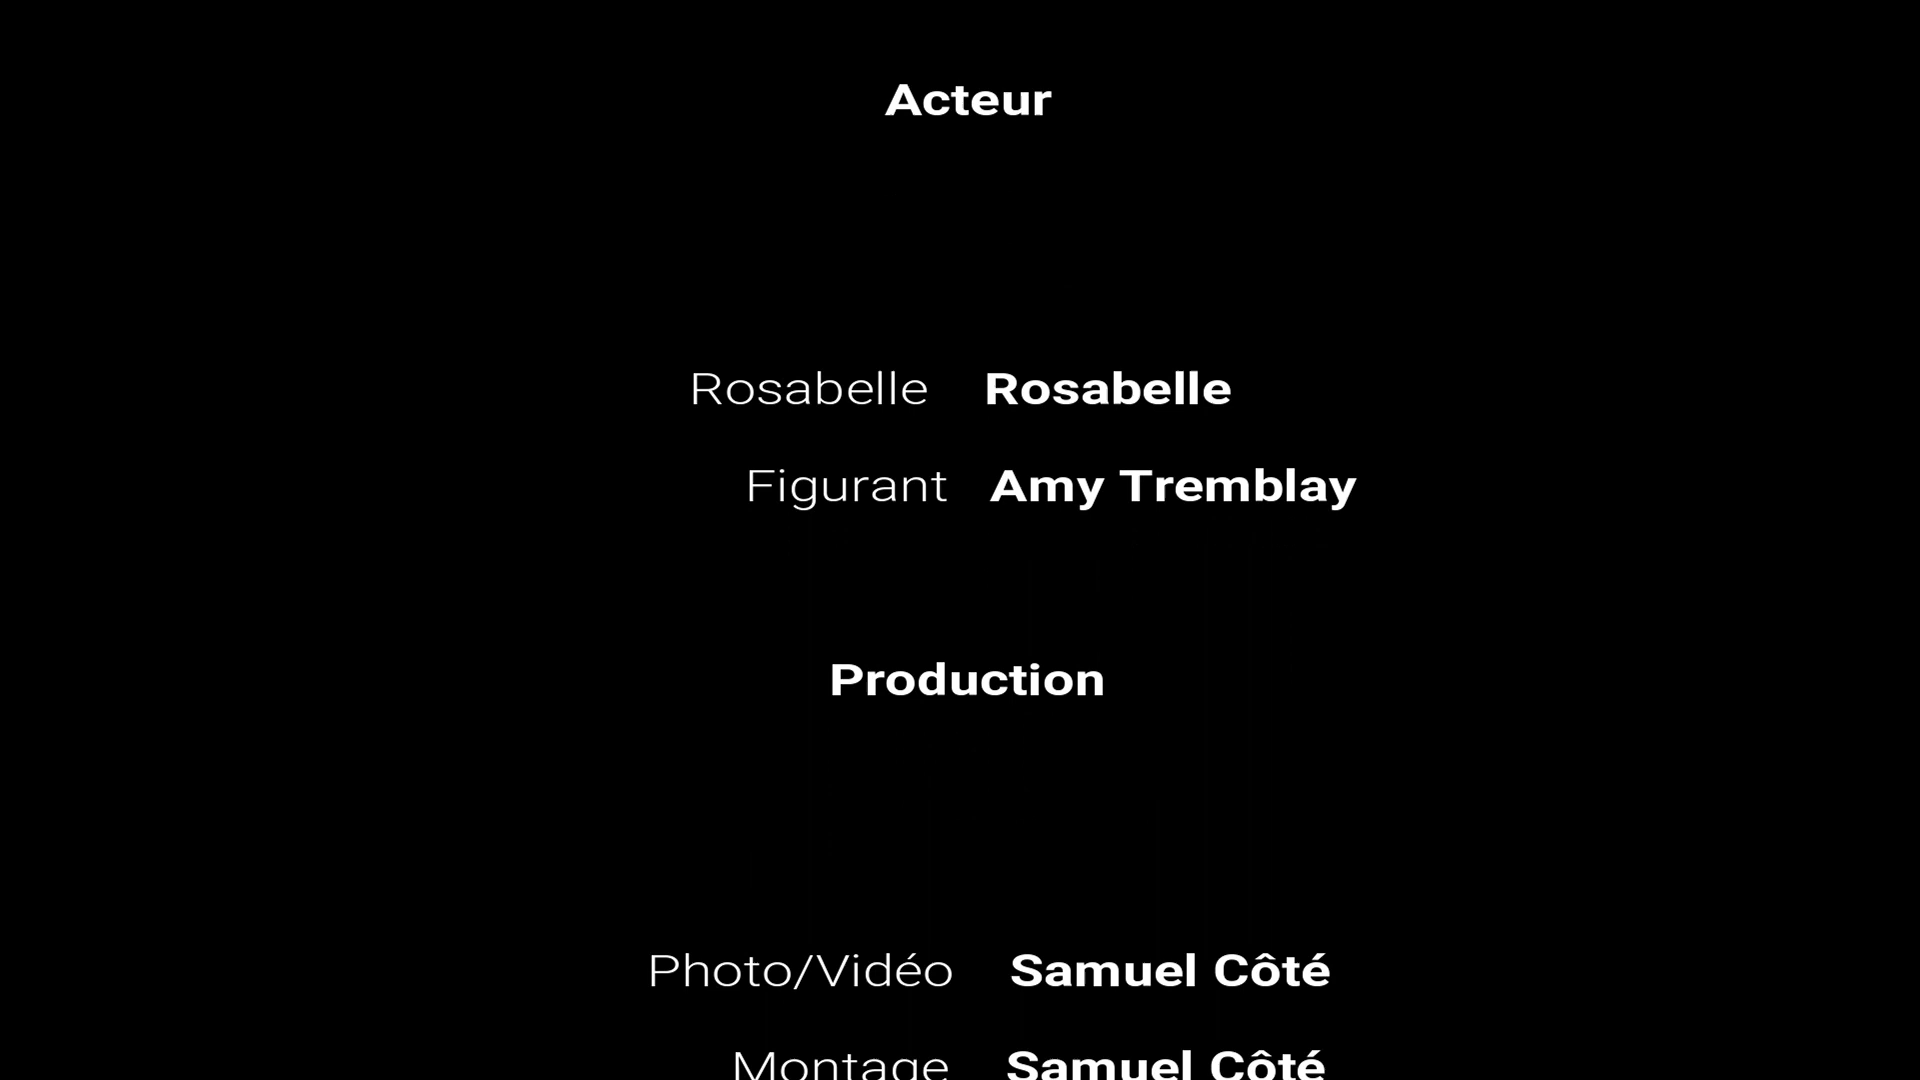 Acteur
Rosabelle Rosabelle
Figurant Amy Tremblay
Production
Photo/Vidéo Samuel Côté
Montage Samuel Côté